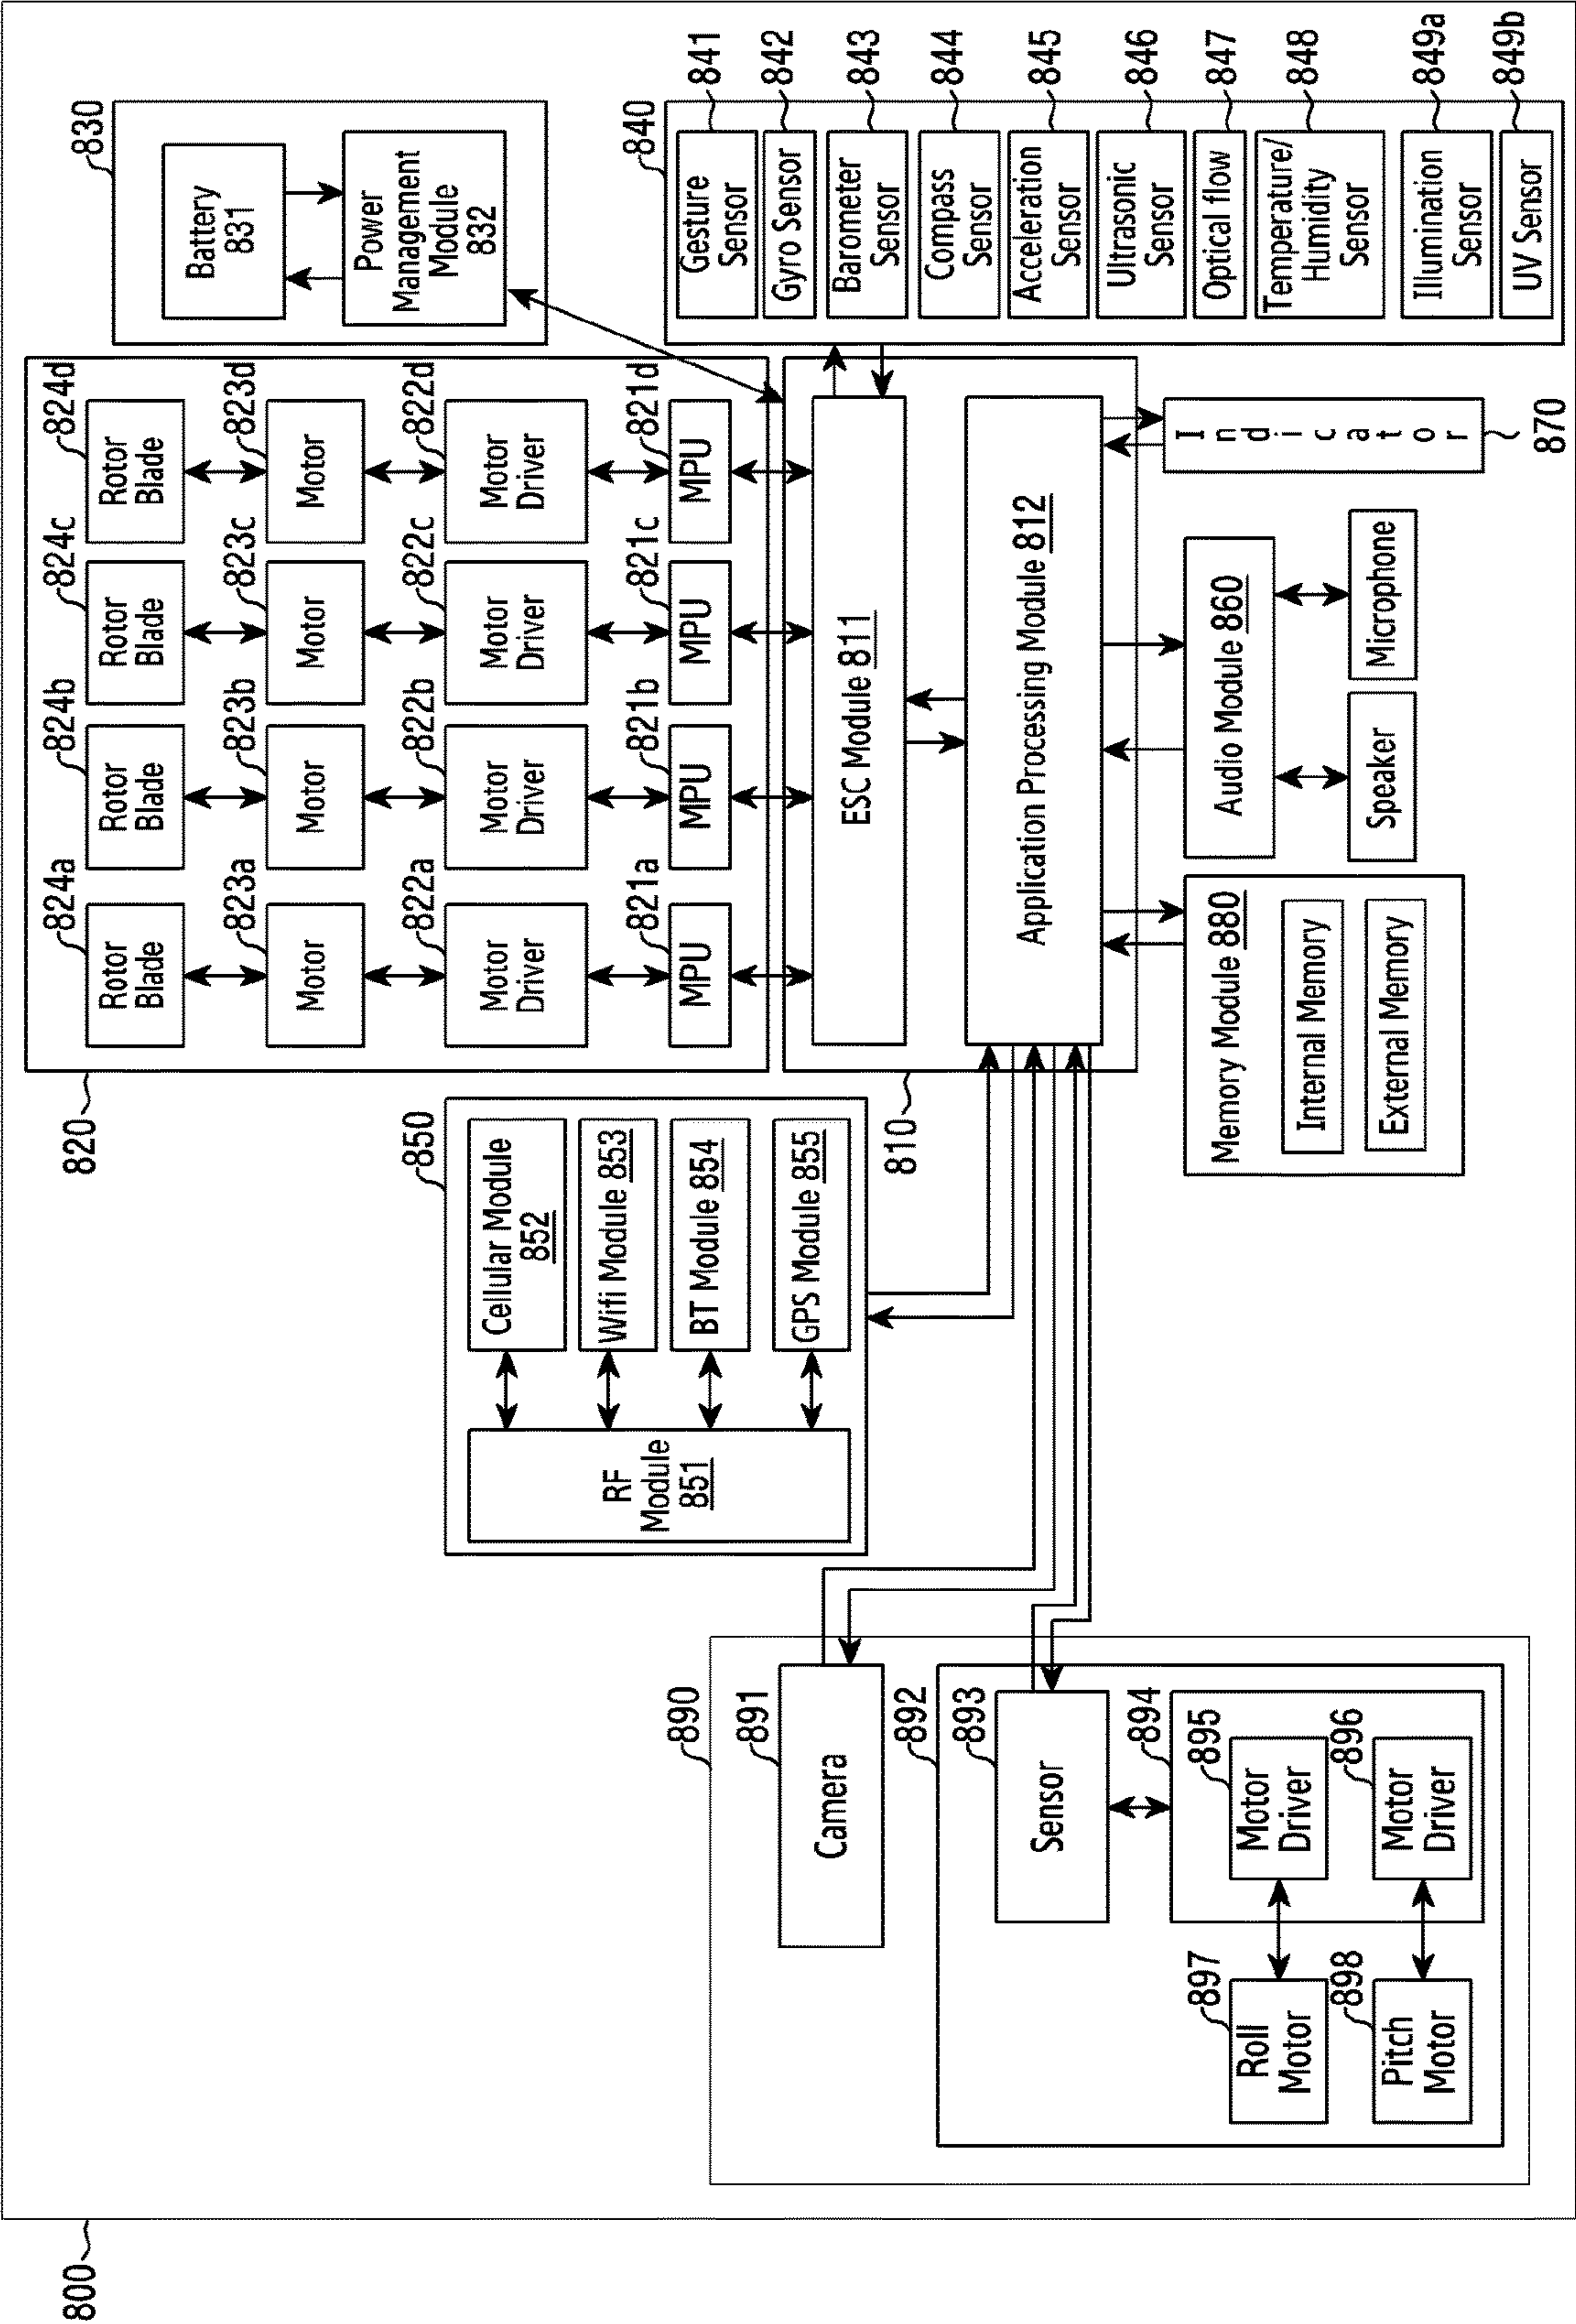 800
820
824a
Rotor
Blade
824b
Rotor
Blade
824c
Rotor
Blade
824d
Rotor
Blade
823a
Motor
823b
Motor
823c
Motor
823d
Motor
822a
Motor
Driver
822b
Motor
Driver
822c
Motor
Driver
822d
Motor
Driver
821a
MPU
821b
MPU
821c
MPU
821d
MPU
830
Battery
831
Power
Management
Module
832
850
RF
Module
851
Cellular Module
852
Wifi Module 853
BT Module 854
GPS Module 855
810
ESC Module 811
Application Processing Module 812
840
Gesture
Sensor
841
Gyro Sensor
842
Barometer
Sensor
843
Compass
Sensor
844
Acceleration
Sensor
845
Ultrasonic
Sensor
846
Optical flow
847
Temperature/
Humidity
Sensor
848
Illumination
Sensor
849a
UV Sensor
849b
890
891
Camera
892
893
Sensor
894
895
Motor
Driver
896
Motor
Driver
897
Roll
Motor
898
Pitch
Motor
Memory Module 880
Internal Memory
External Memory
Audio Module 860
Speaker
Microphone
Indicator
870